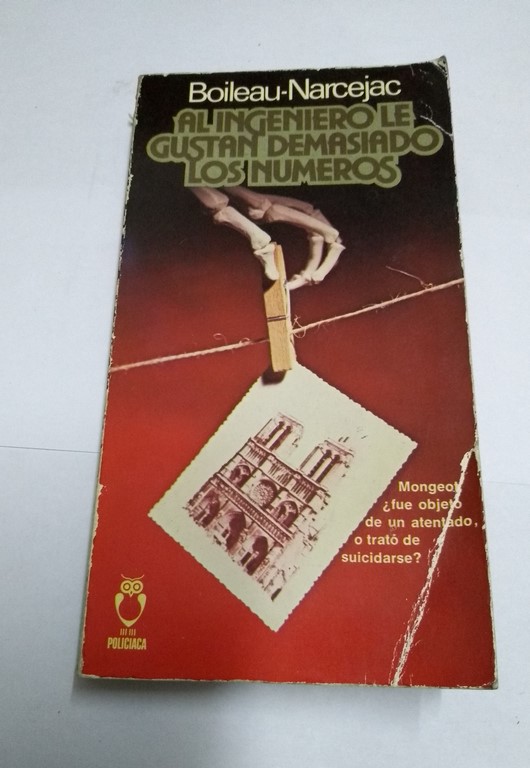 Boileau-Narcejac
AL INGENIERO LE
GUSTAN DEMASIADO
LOS NUMEROS
Mongeot
¿fue objeto
de un atentado,
o trató de
suicidarse?
POLICIACA